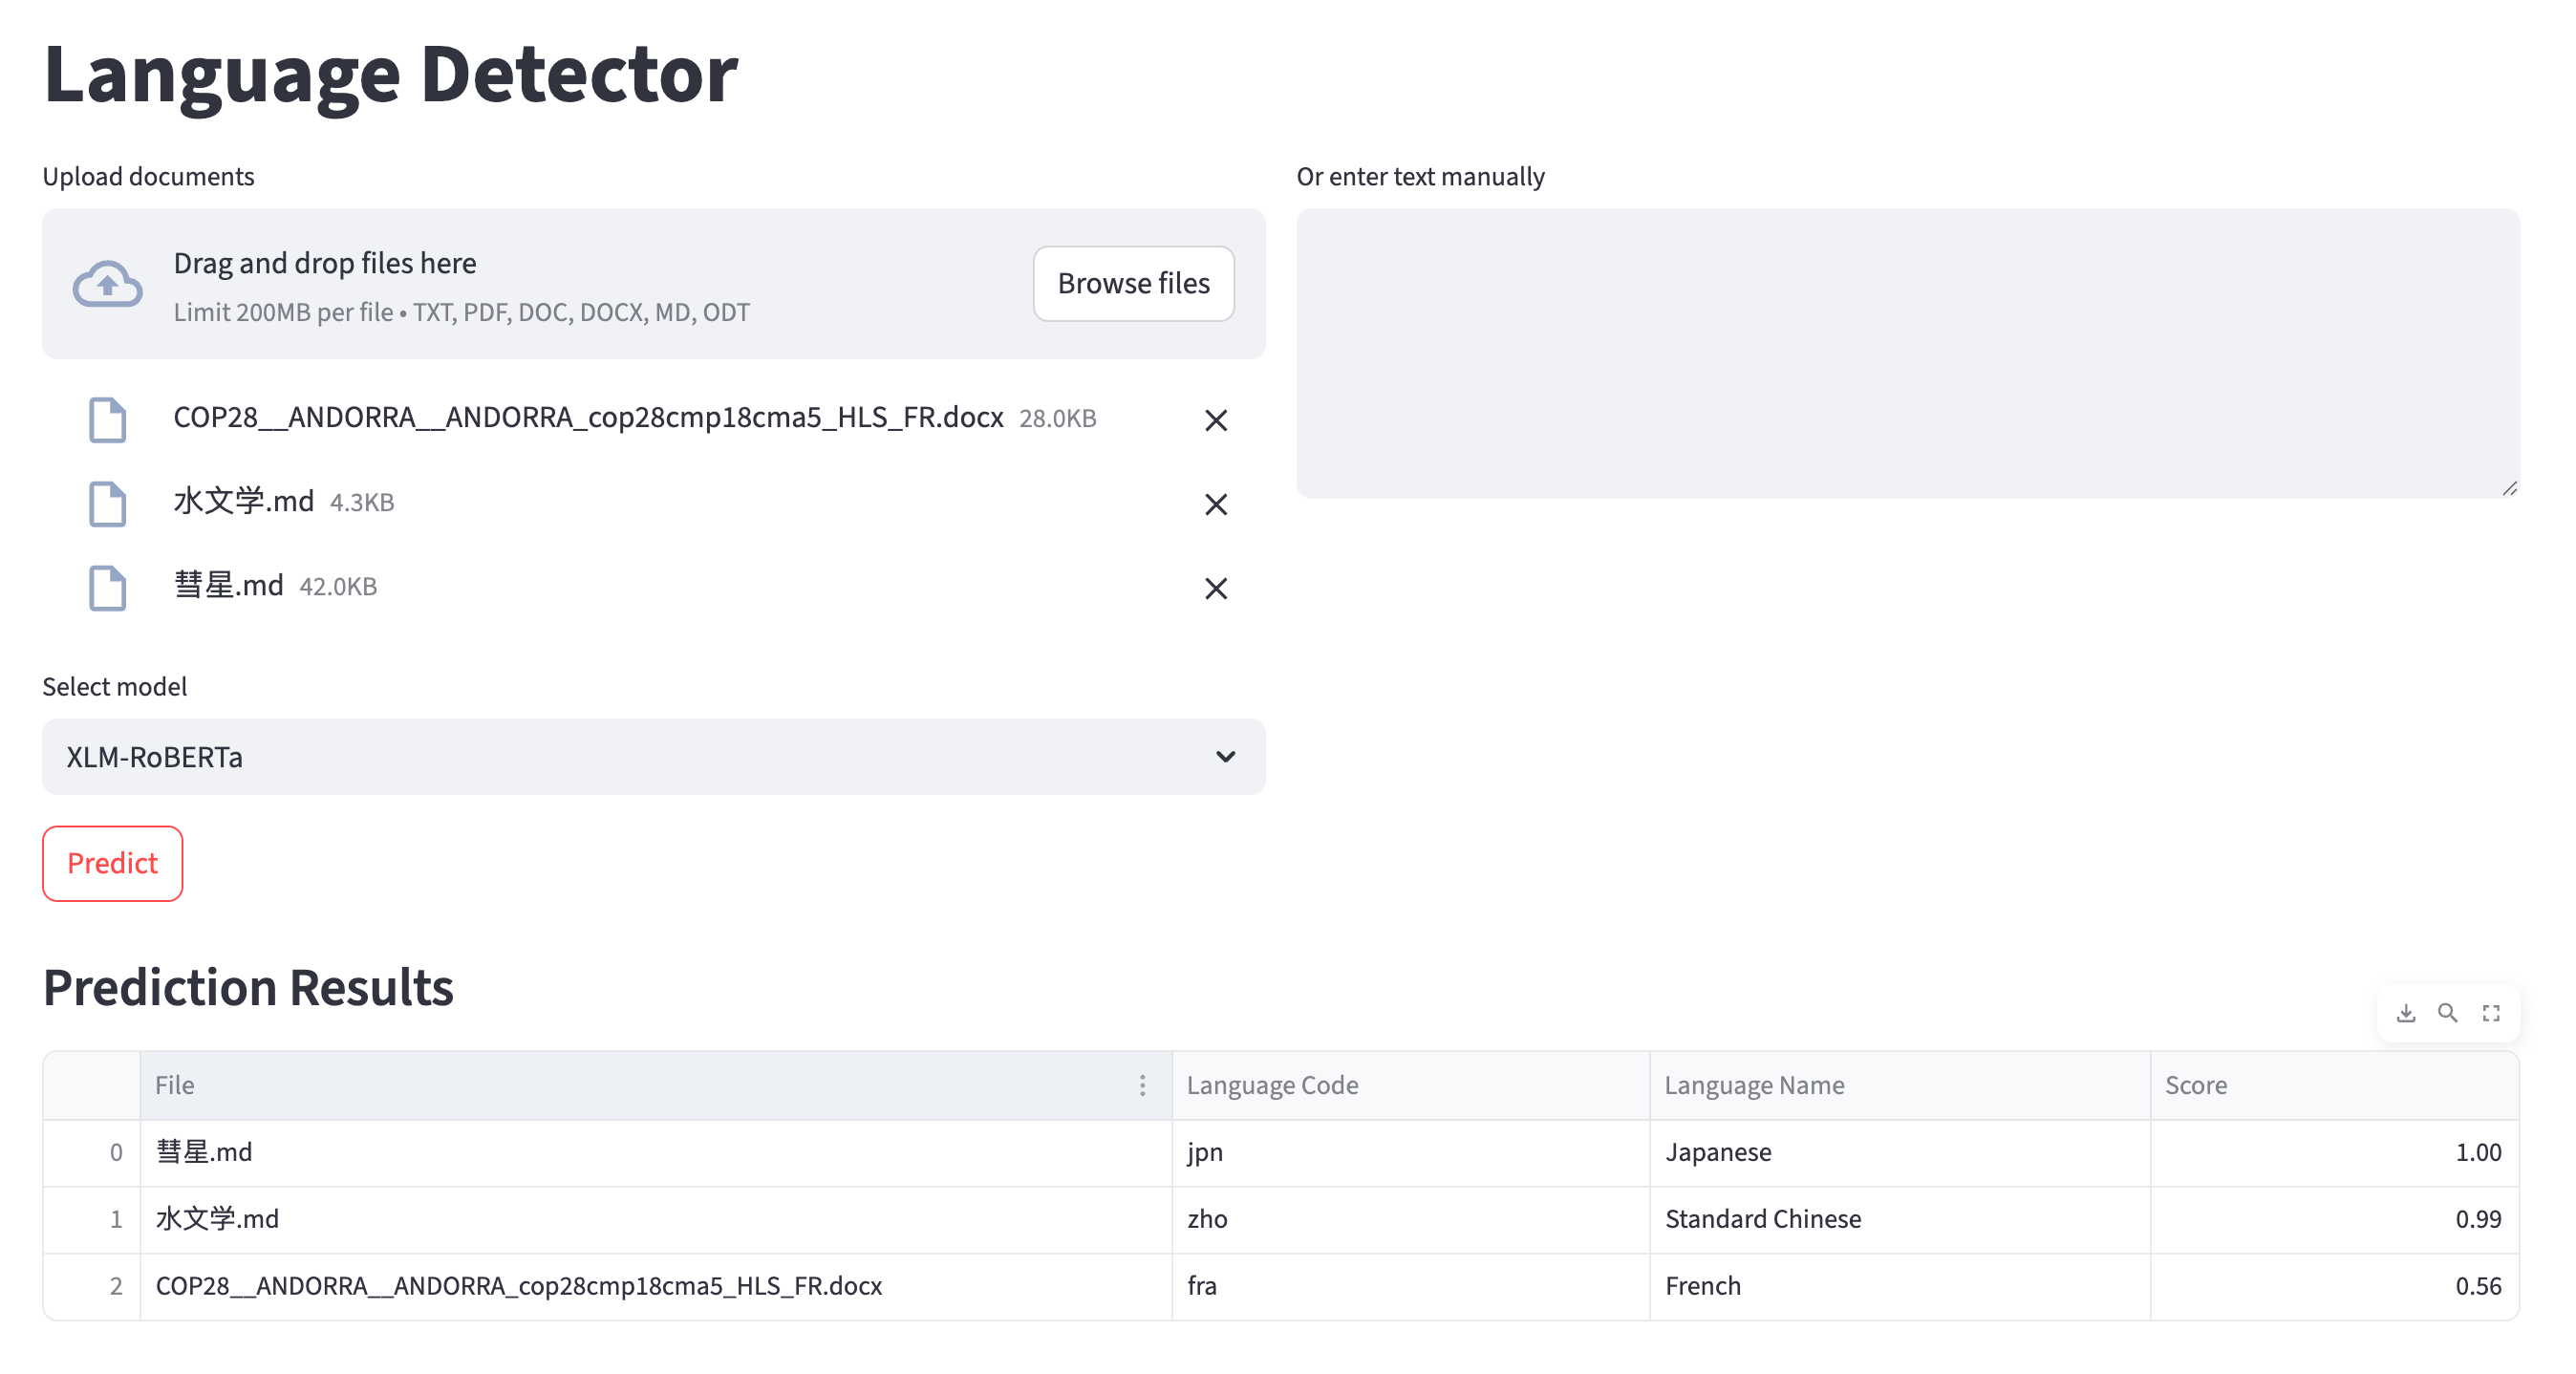 Language Detector
Upload documents
Drag and drop files here
Limit 200MB per file • TXT, PDF, DOC, DOCX, MD, ODT
Browse files
COP28__ANDORRA__ANDORRA_cop28cmp18cma5_HLS_FR.docx 28.0KB
水文学.md 4.3KB
彗星.md 42.0KB
Or enter text manually
Select model
XLM-RoBERTa
Predict
Prediction Results
File Language Code Language Name Score
0 彗星.md jpn Japanese 1.00
1 水文学.md zho Standard Chinese 0.99
2 COP28__ANDORRA__ANDORRA_cop28cmp18cma5_HLS_FR.docx fra French 0.56